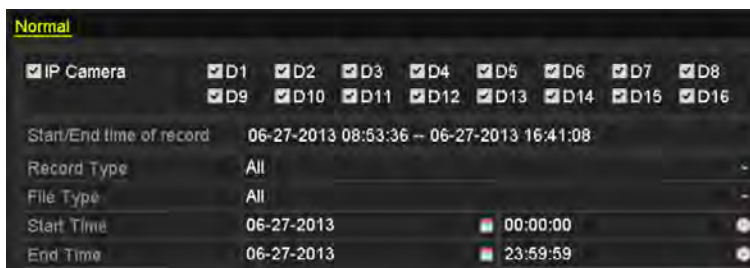 Normal
IP Camera D1 D2 D3 D4 D5 D6 D7 D8
D9 D10 D11 D12 D13 D14 D15 D16
Start/End time of record 06-27-2013 08:53:36 -- 06-27-2013 16:41:08
Record Type All
File Type All
Start Time 06-27-2013 00:00:00
End Time 06-27-2013 23:59:59